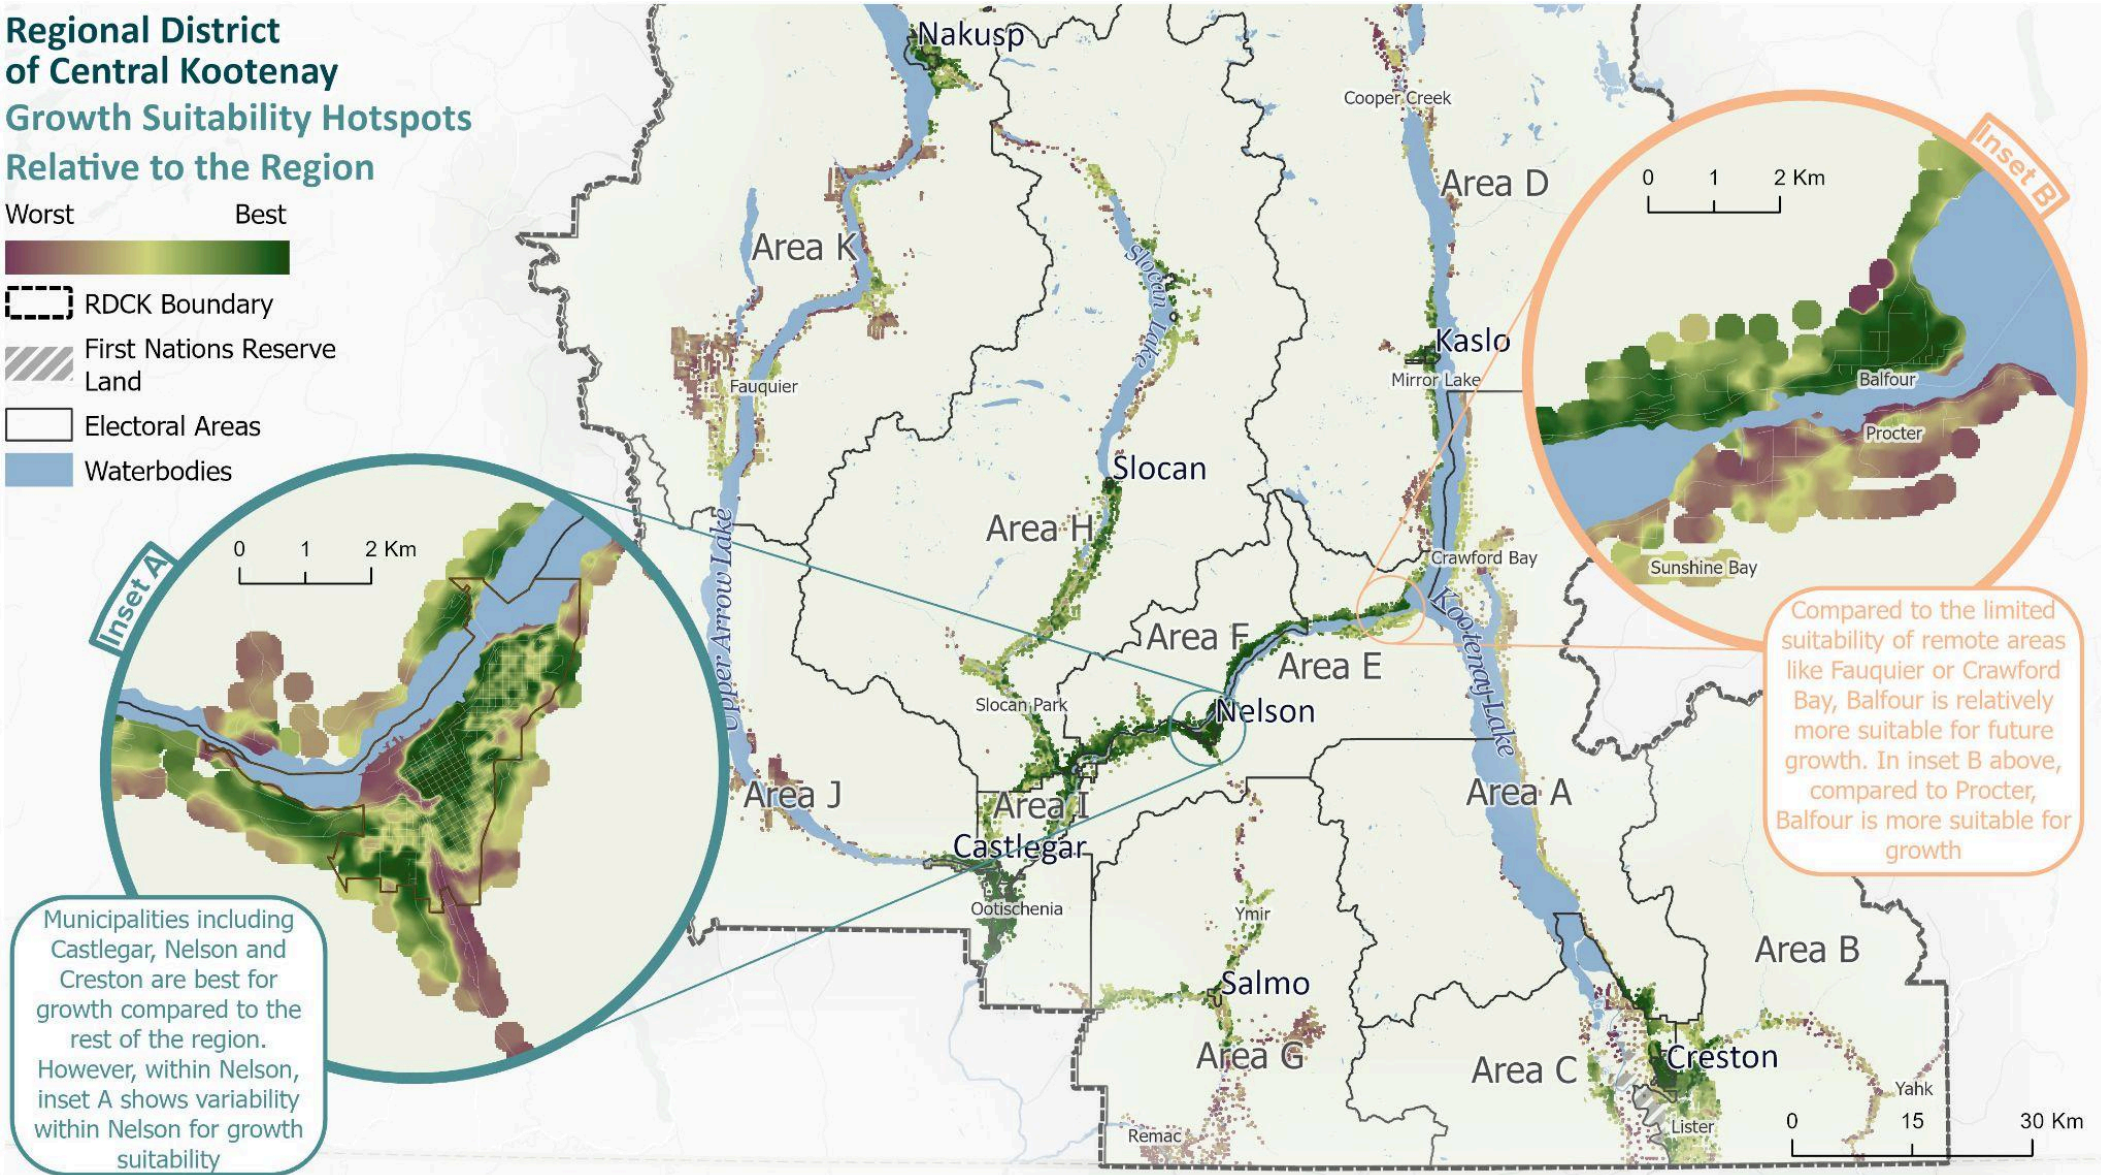 Regional District
of Central Kootenay
Growth Suitability Hotspots
Relative to the Region
Worst Best
RDCK Boundary
First Nations Reserve
Land
Electoral Areas
Waterbodies
Inset A
0 1 2 Km
Municipalities including
Castlegar, Nelson and
Creston are best for
growth compared to the
rest of the region.
However, within Nelson,
inset A shows variability
within Nelson for growth
suitability
Nakusp
Cooper Creek
Area D
Area K
Slocan Lake
Kaslo
Mirror Lake
Fauquier
Slocan
Area H
Upper Arrow Lake
Crawford Bay
Kootenay Lake
Area F
Area E
Slocan Park
Nelson
Area J
Area I
Area A
Castlegar
Ootischenia
Ymir
Area B
Salmo
Area G
Area C
Creston
Yahk
Remac
Lister
0 15 30 Km
Inset B
0 1 2 Km
Balfour
Procter
Sunshine Bay
Compared to the limited
suitability of remote areas
like Fauquier or Crawford
Bay, Balfour is relatively
more suitable for future
growth. In inset B above,
compared to Procter,
Balfour is more suitable for
growth